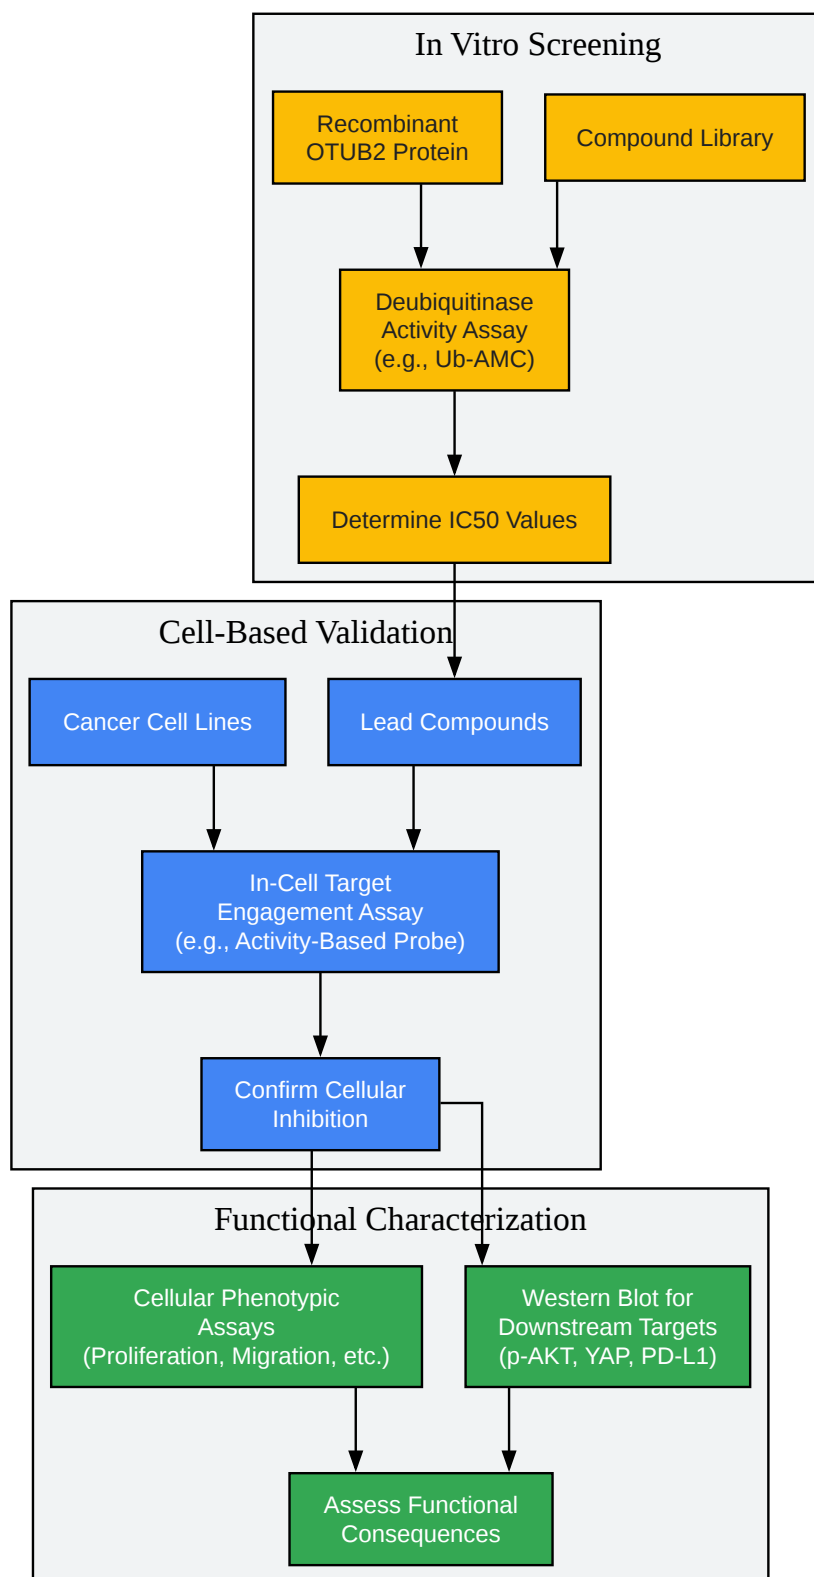 In Vitro Screening
Recombinant
OTUB2 Protein
Compound Library
Deubiquitinase
Activity Assay
(e.g., Ub-AMC)
Determine IC50 Values
Cell-Based Validation
Cancer Cell Lines
Lead Compounds
In-Cell Target
Engagement Assay
(e.g., Activity-Based Probe)
Confirm Cellular
Inhibition
Functional Characterization
Cellular Phenotypic
Assays
(Proliferation, Migration, etc.)
Western Blot for
Downstream Targets
(p-AKT, YAP, PD-L1)
Assess Functional
Consequences